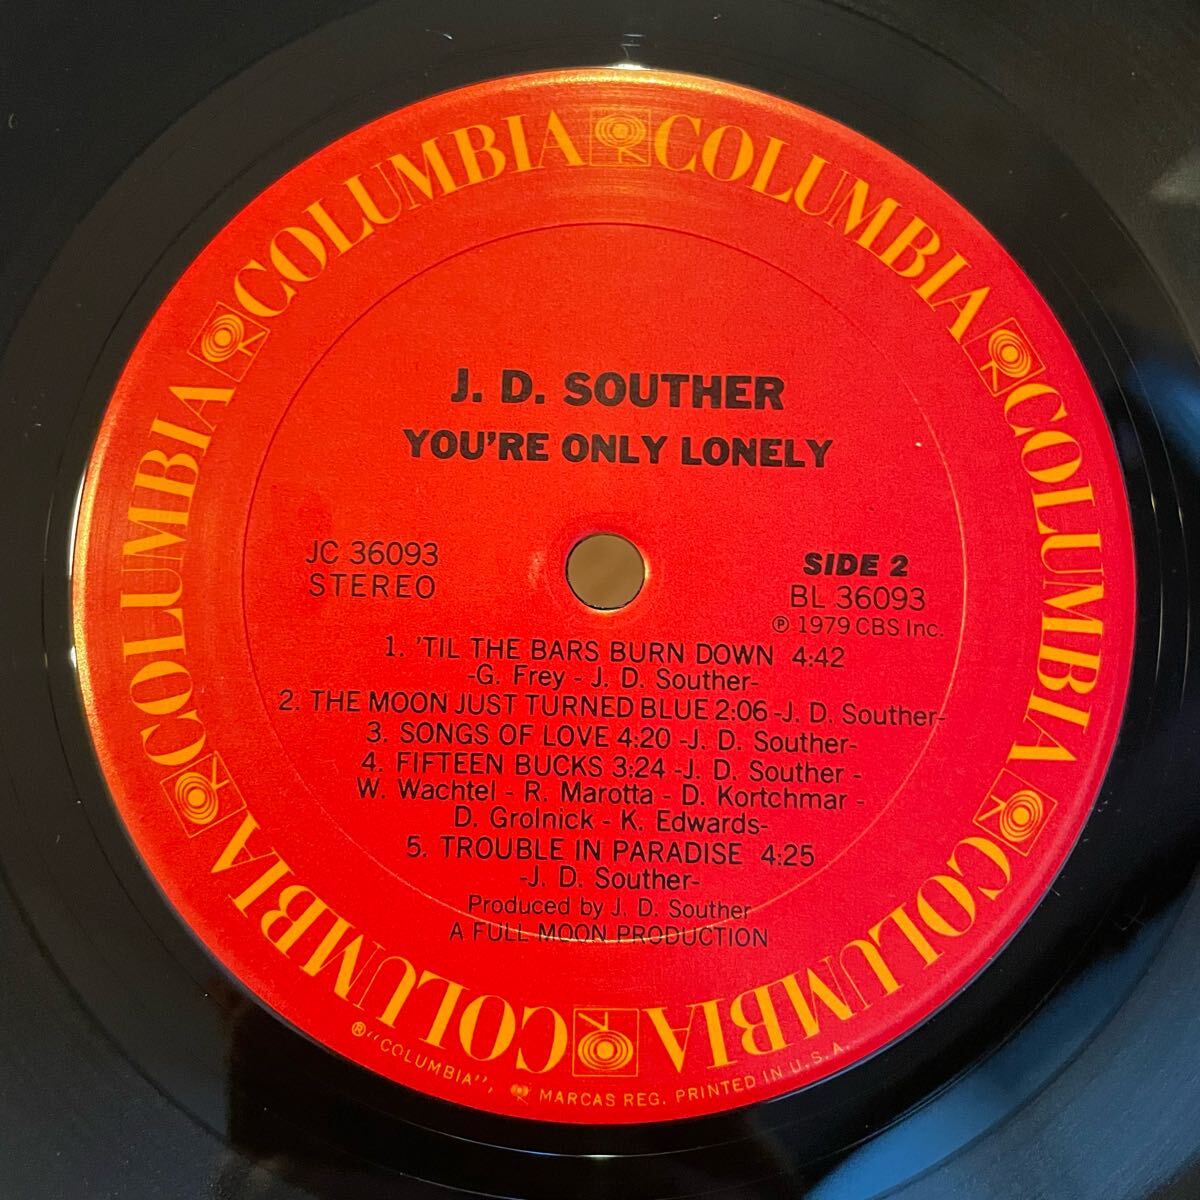 COLUMBIA COLUMBIA COLUMBIA COLUMBIA COLUMBIA COLUMBIA
J. D. SOUTHER
YOU'RE ONLY LONELY
JC 36093
STEREO
SIDE 2
BL 36093
℗ 1979 CBS Inc.
1. 'TIL THE BARS BURN DOWN 4:42
-G. Frey - J. D. Souther-
2. THE MOON JUST TURNED BLUE 2:06 -J. D. Souther-
3. SONGS OF LOVE 4:20 -J. D. Souther-
4. FIFTEEN BUCKS 3:24 -J. D. Souther -
W. Wachtel - R. Marotta - D. Kortchmar -
D. Grolnick - K. Edwards-
5. TROUBLE IN PARADISE 4:25
-J. D. Souther-
Produced by J. D. Souther
A FULL MOON PRODUCTION
® "COLUMBIA", MARCAS REG. PRINTED IN U.S.A.